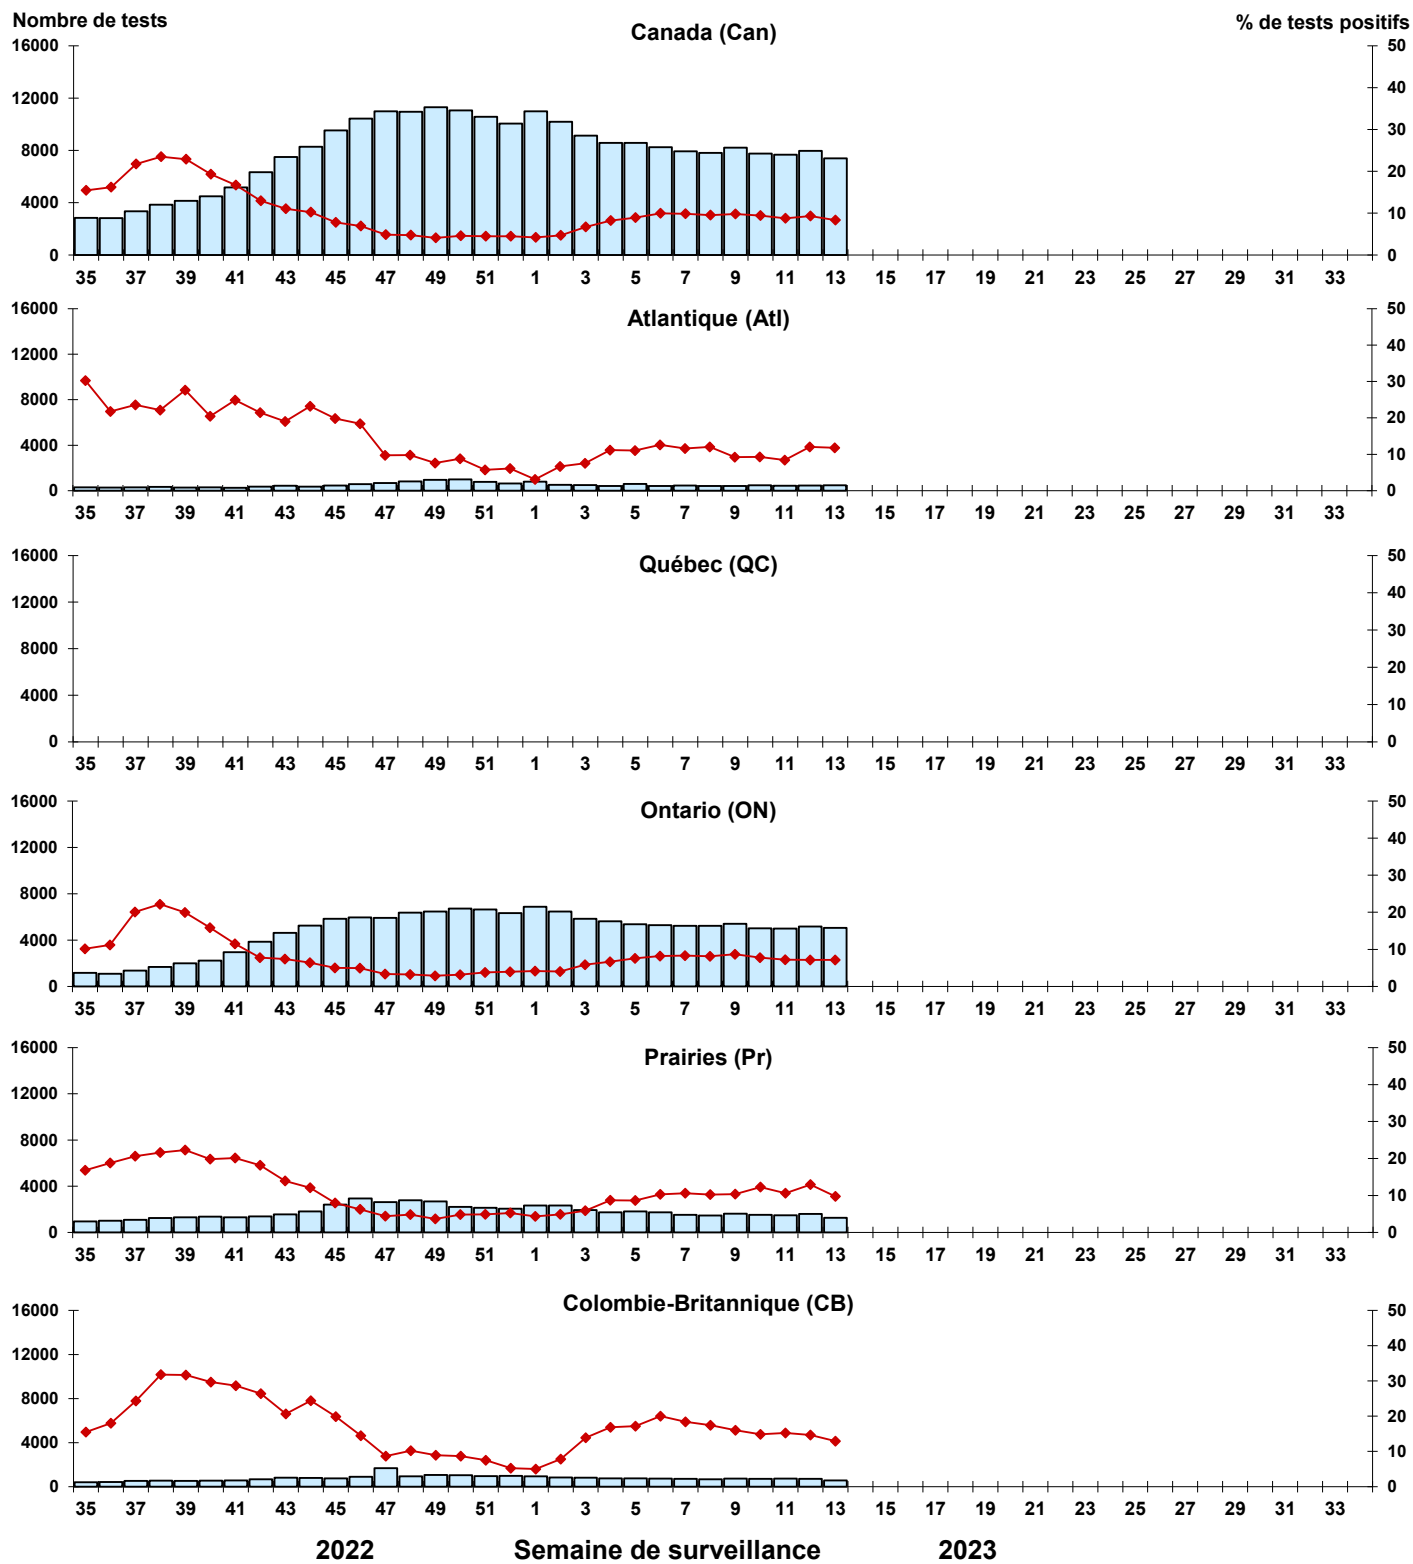 Nombre de tests
% de tests positifs
Canada (Can)
16000 50
12000 40
8000 30
4000 20
0 10
0
35 37 39 41 43 45 47 49 51 1 3 5 7 9 11 13 15 17 19 21 23 25 27 29 31 33
Atlantique (Atl)
16000 50
12000 40
8000 30
4000 20
0 10
0
35 37 39 41 43 45 47 49 51 1 3 5 7 9 11 13 15 17 19 21 23 25 27 29 31 33
Québec (QC)
16000 50
12000 40
8000 30
4000 20
0 10
0
35 37 39 41 43 45 47 49 51 1 3 5 7 9 11 13 15 17 19 21 23 25 27 29 31 33
Ontario (ON)
16000 50
12000 40
8000 30
4000 20
0 10
0
35 37 39 41 43 45 47 49 51 1 3 5 7 9 11 13 15 17 19 21 23 25 27 29 31 33
Prairies (Pr)
16000 50
12000 40
8000 30
4000 20
0 10
0
35 37 39 41 43 45 47 49 51 1 3 5 7 9 11 13 15 17 19 21 23 25 27 29 31 33
Colombie-Britannique (CB)
16000 50
12000 40
8000 30
4000 20
0 10
0
35 37 39 41 43 45 47 49 51 1 3 5 7 9 11 13 15 17 19 21 23 25 27 29 31 33
2022 Semaine de surveillance 2023